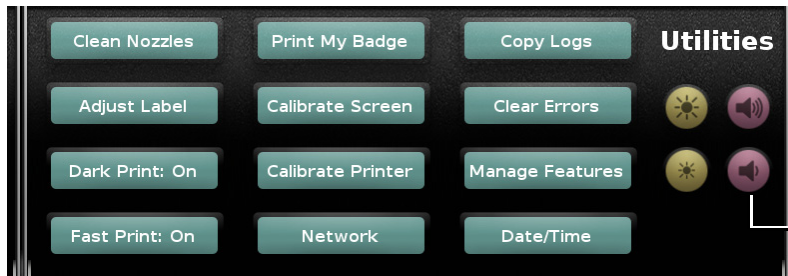 Clean Nozzles
Print My Badge
Copy Logs
Utilities
Adjust Label
Calibrate Screen
Clear Errors
Dark Print: On
Calibrate Printer
Manage Features
Fast Print: On
Network
Date/Time